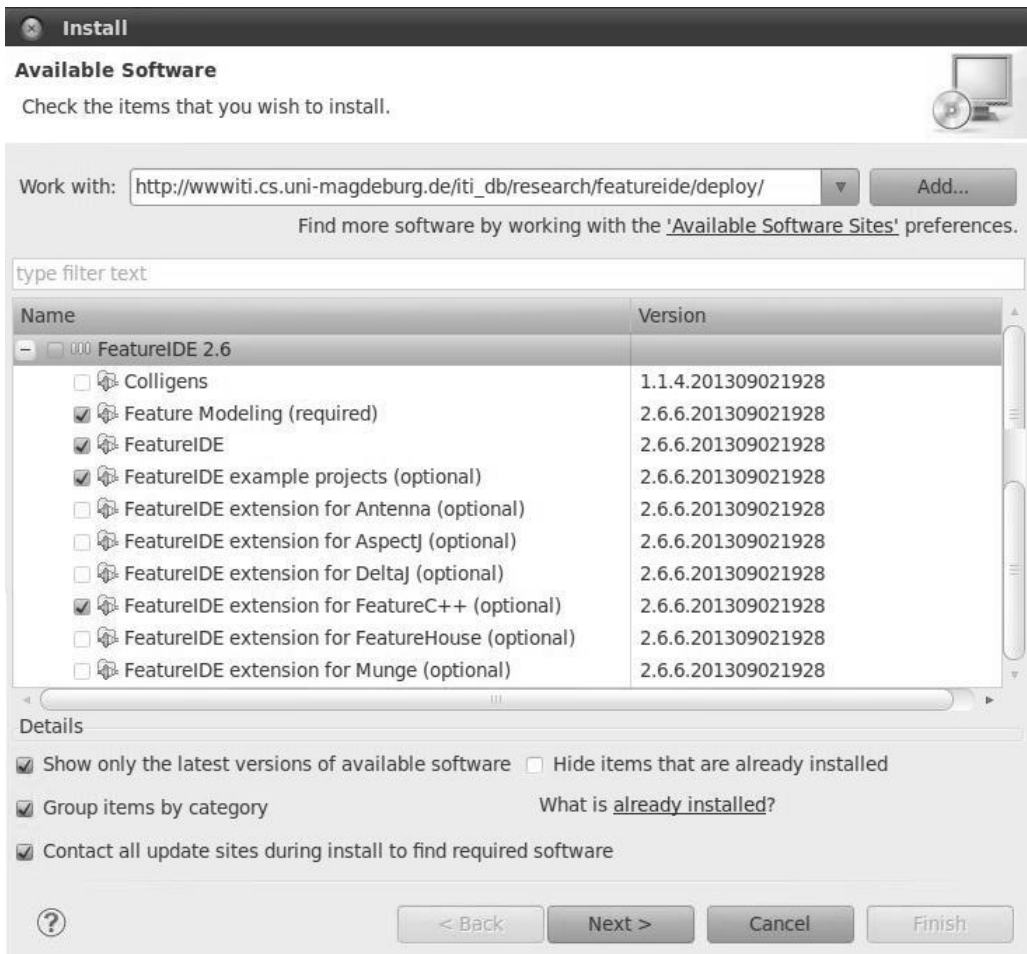 Install
Available Software
Check the items that you wish to install.
Work with: http://wwwiti.cs.uni-magdeburg.de/iti_db/research/featureide/deploy/ Add...
Find more software by working with the 'Available Software Sites' preferences.
type filter text
Name Version
FeatureIDE 2.6
Colligens 1.1.4.201309021928
Feature Modeling (required) 2.6.6.201309021928
FeatureIDE 2.6.6.201309021928
FeatureIDE example projects (optional) 2.6.6.201309021928
FeatureIDE extension for Antenna (optional) 2.6.6.201309021928
FeatureIDE extension for AspectJ (optional) 2.6.6.201309021928
FeatureIDE extension for DeltaJ (optional) 2.6.6.201309021928
FeatureIDE extension for FeatureC++ (optional) 2.6.6.201309021928
FeatureIDE extension for FeatureHouse (optional) 2.6.6.201309021928
FeatureIDE extension for Munge (optional) 2.6.6.201309021928
Details
Show only the latest versions of available software Hide items that are already installed
Group items by category What is already installed?
Contact all update sites during install to find required software
? < Back Next > Cancel Finish